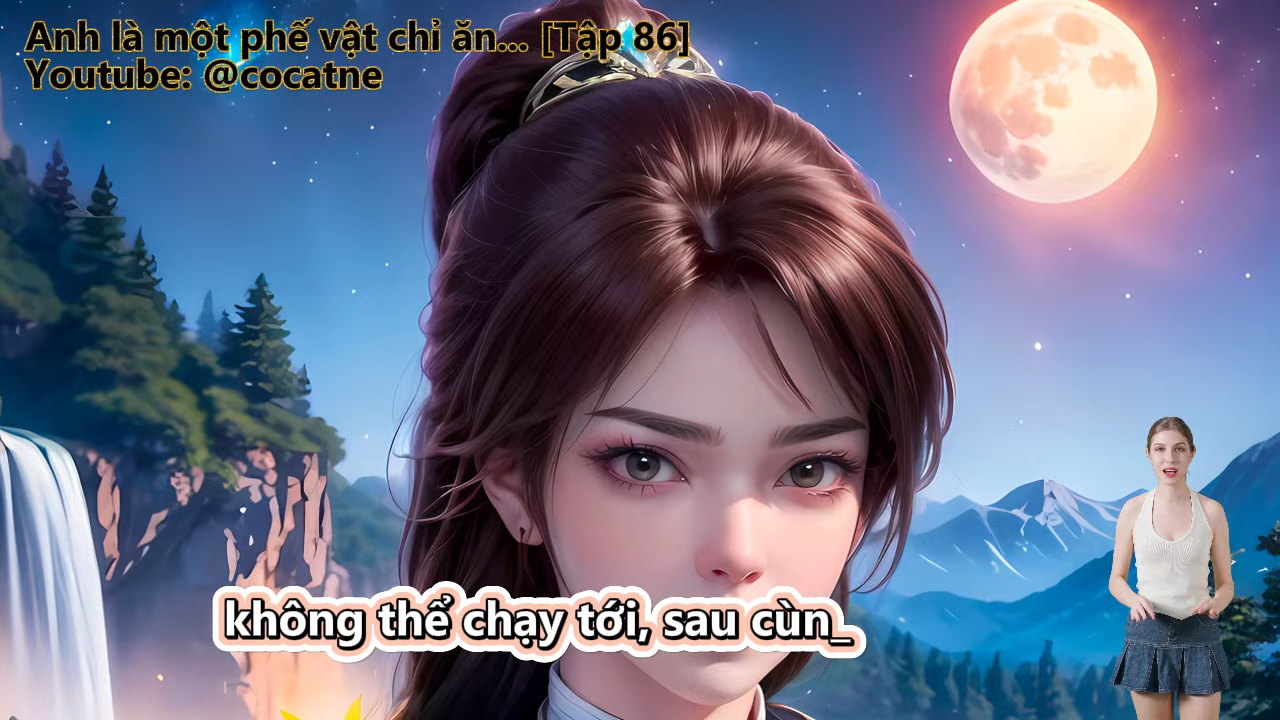 Anh là một phế vật chỉ ăn... [Tập 86]
Youtube: @cocatne
không thể chạy tới, sau cùn_